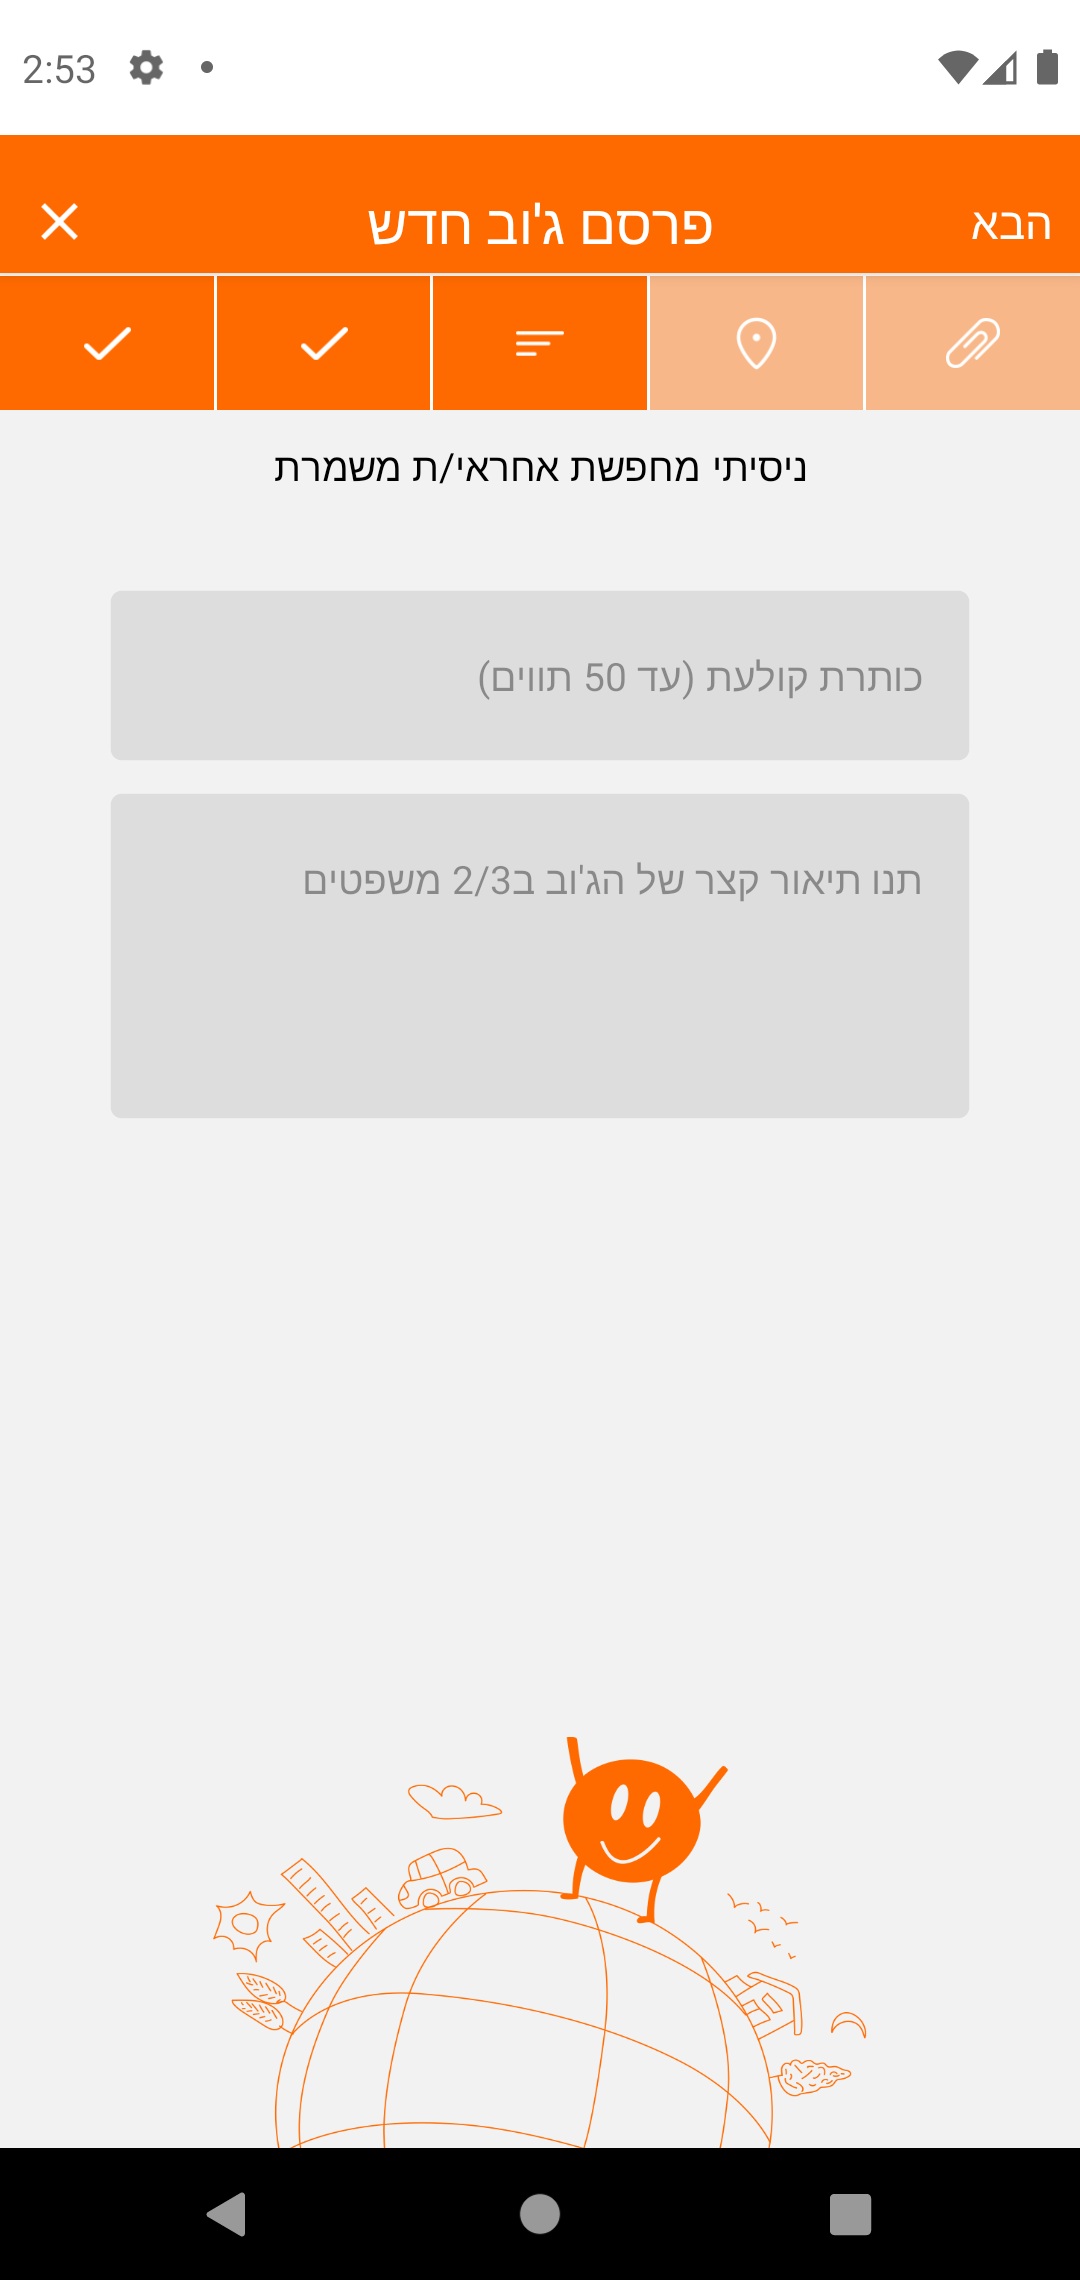 2:53
פרסם ג'וב חדש
הבא
ניסיתי מחפשת אחראי/ת משמרת
כותרת קולעת (עד 50 תווים)
תנו תיאור קצר של הג'וב ב2/3 משפטים